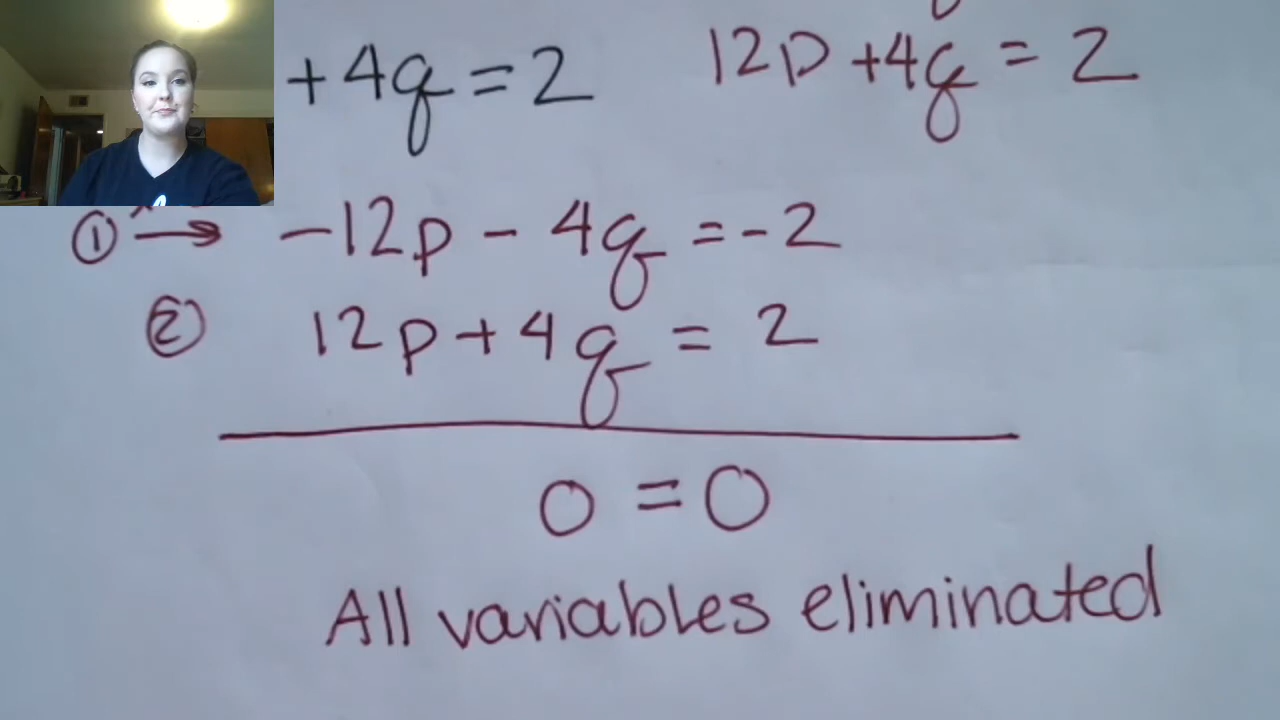 +4q=2 12p+4q=2
① → -12p - 4q = -2
② 12p + 4q = 2
0 = 0
All variables eliminated